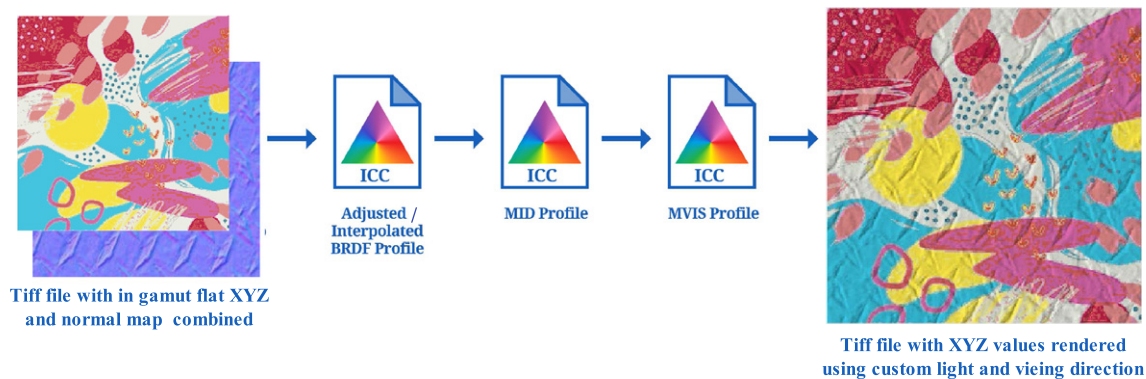 ICC
ICC
ICC
Adjusted /
Interpolated
BRDF Profile
MID Profile
MVIS Profile
Tiff file with in gamut flat XYZ
and normal map combined
Tiff file with XYZ values rendered
using custom light and vieing direction